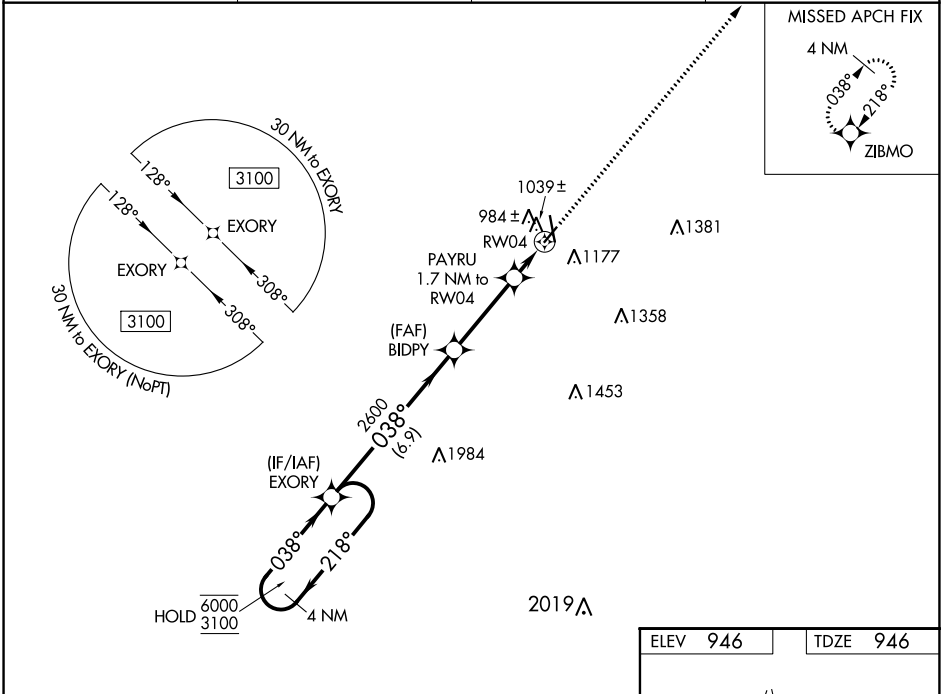 MISSED APCH FIX
4 NM
038°
218°
ZIBMO
30 NM to EXORY
128°
3100
EXORY
308°
128°
EXORY
308°
3100
30 NM to EXORY (NoPT)
1039±
984±
RW04
1381
1177
PAYRU
1.7 NM to
RW04
1358
(FAF)
BIDPY
1453
2600
038°
(6.9)
1984
(IF/IAF)
EXORY
038°
218°
HOLD 6000
3100
4 NM
2019
ELEV 946
TDZE 946